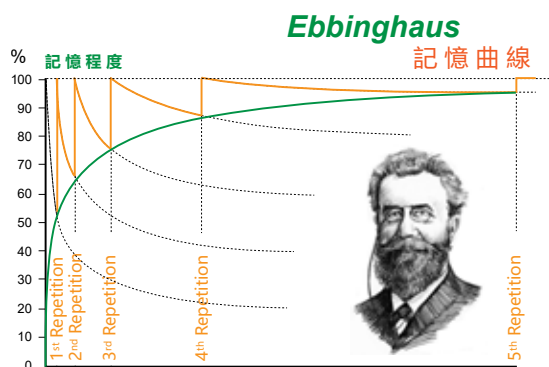 Ebbinghaus
記憶曲線
% 記憶程度
100
90
80
70
60
50
40
30
20
10
0
1st Repetition
2nd Repetition
3rd Repetition
4th Repetition
5th Repetition